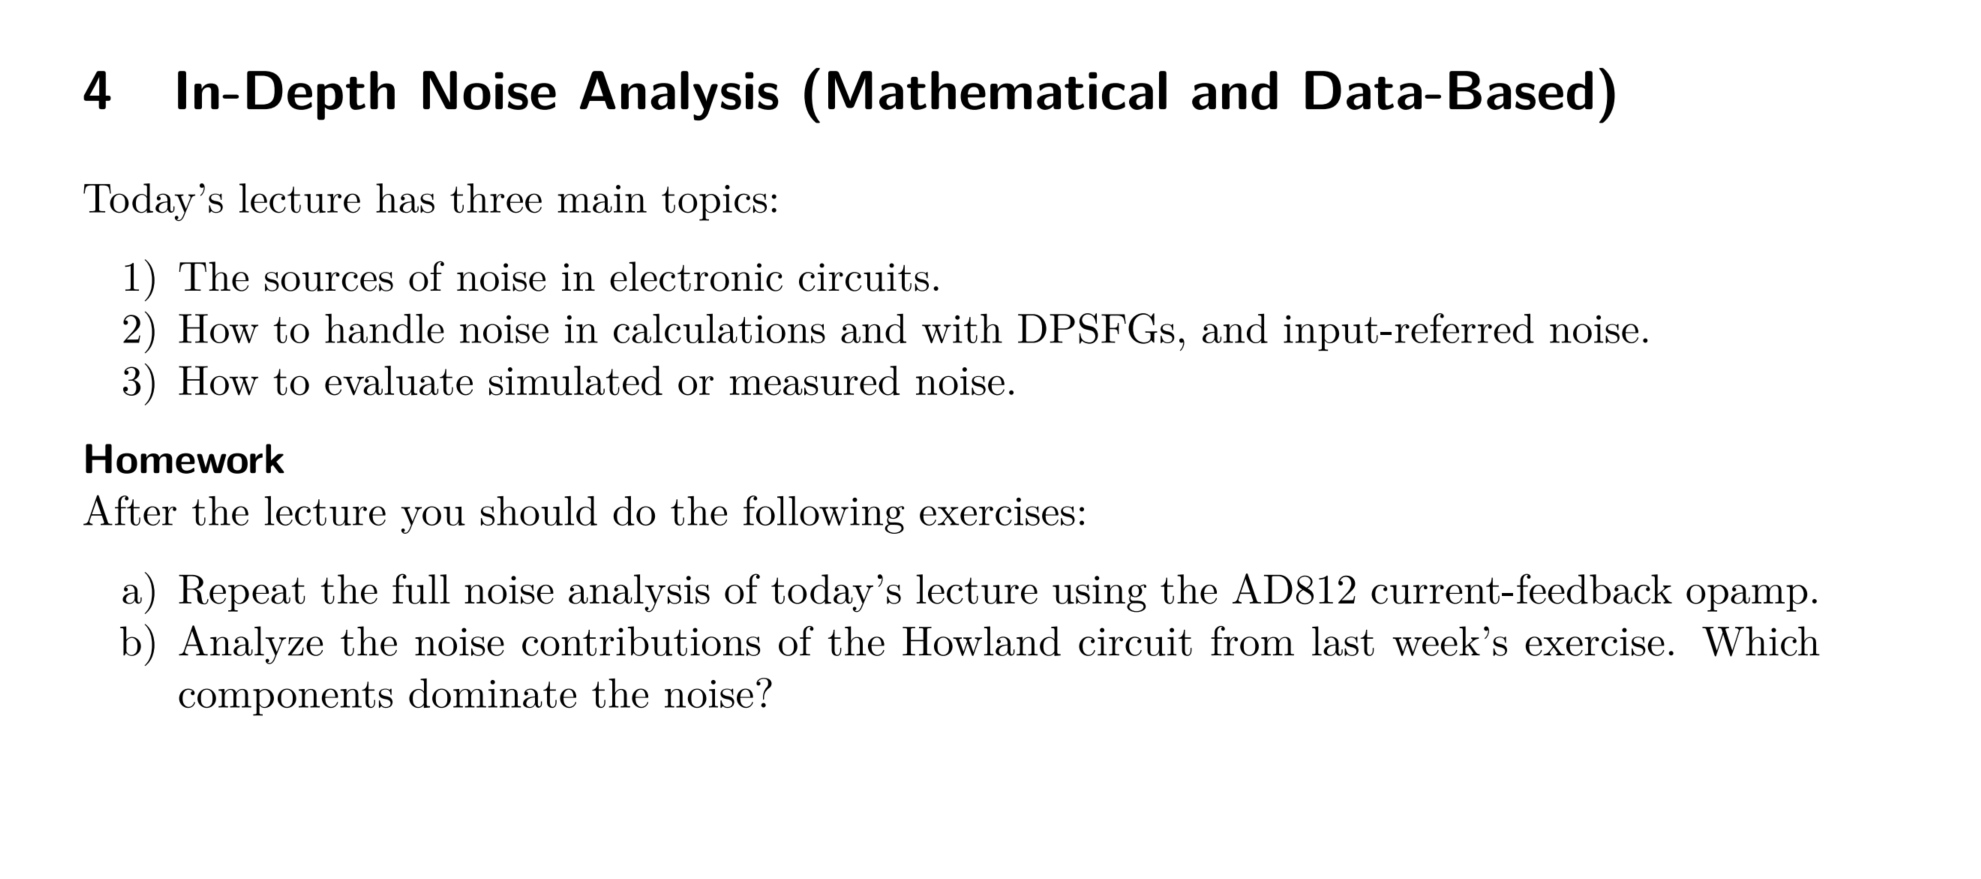 4 In-Depth Noise Analysis (Mathematical and Data-Based)
Today's lecture has three main topics:
1) The sources of noise in electronic circuits.
2) How to handle noise in calculations and with DPSFGs, and input-referred noise.
3) How to evaluate simulated or measured noise.
Homework
After the lecture you should do the following exercises:
a) Repeat the full noise analysis of today's lecture using the AD812 current-feedback opamp.
b) Analyze the noise contributions of the Howland circuit from last week's exercise. Which
components dominate the noise?